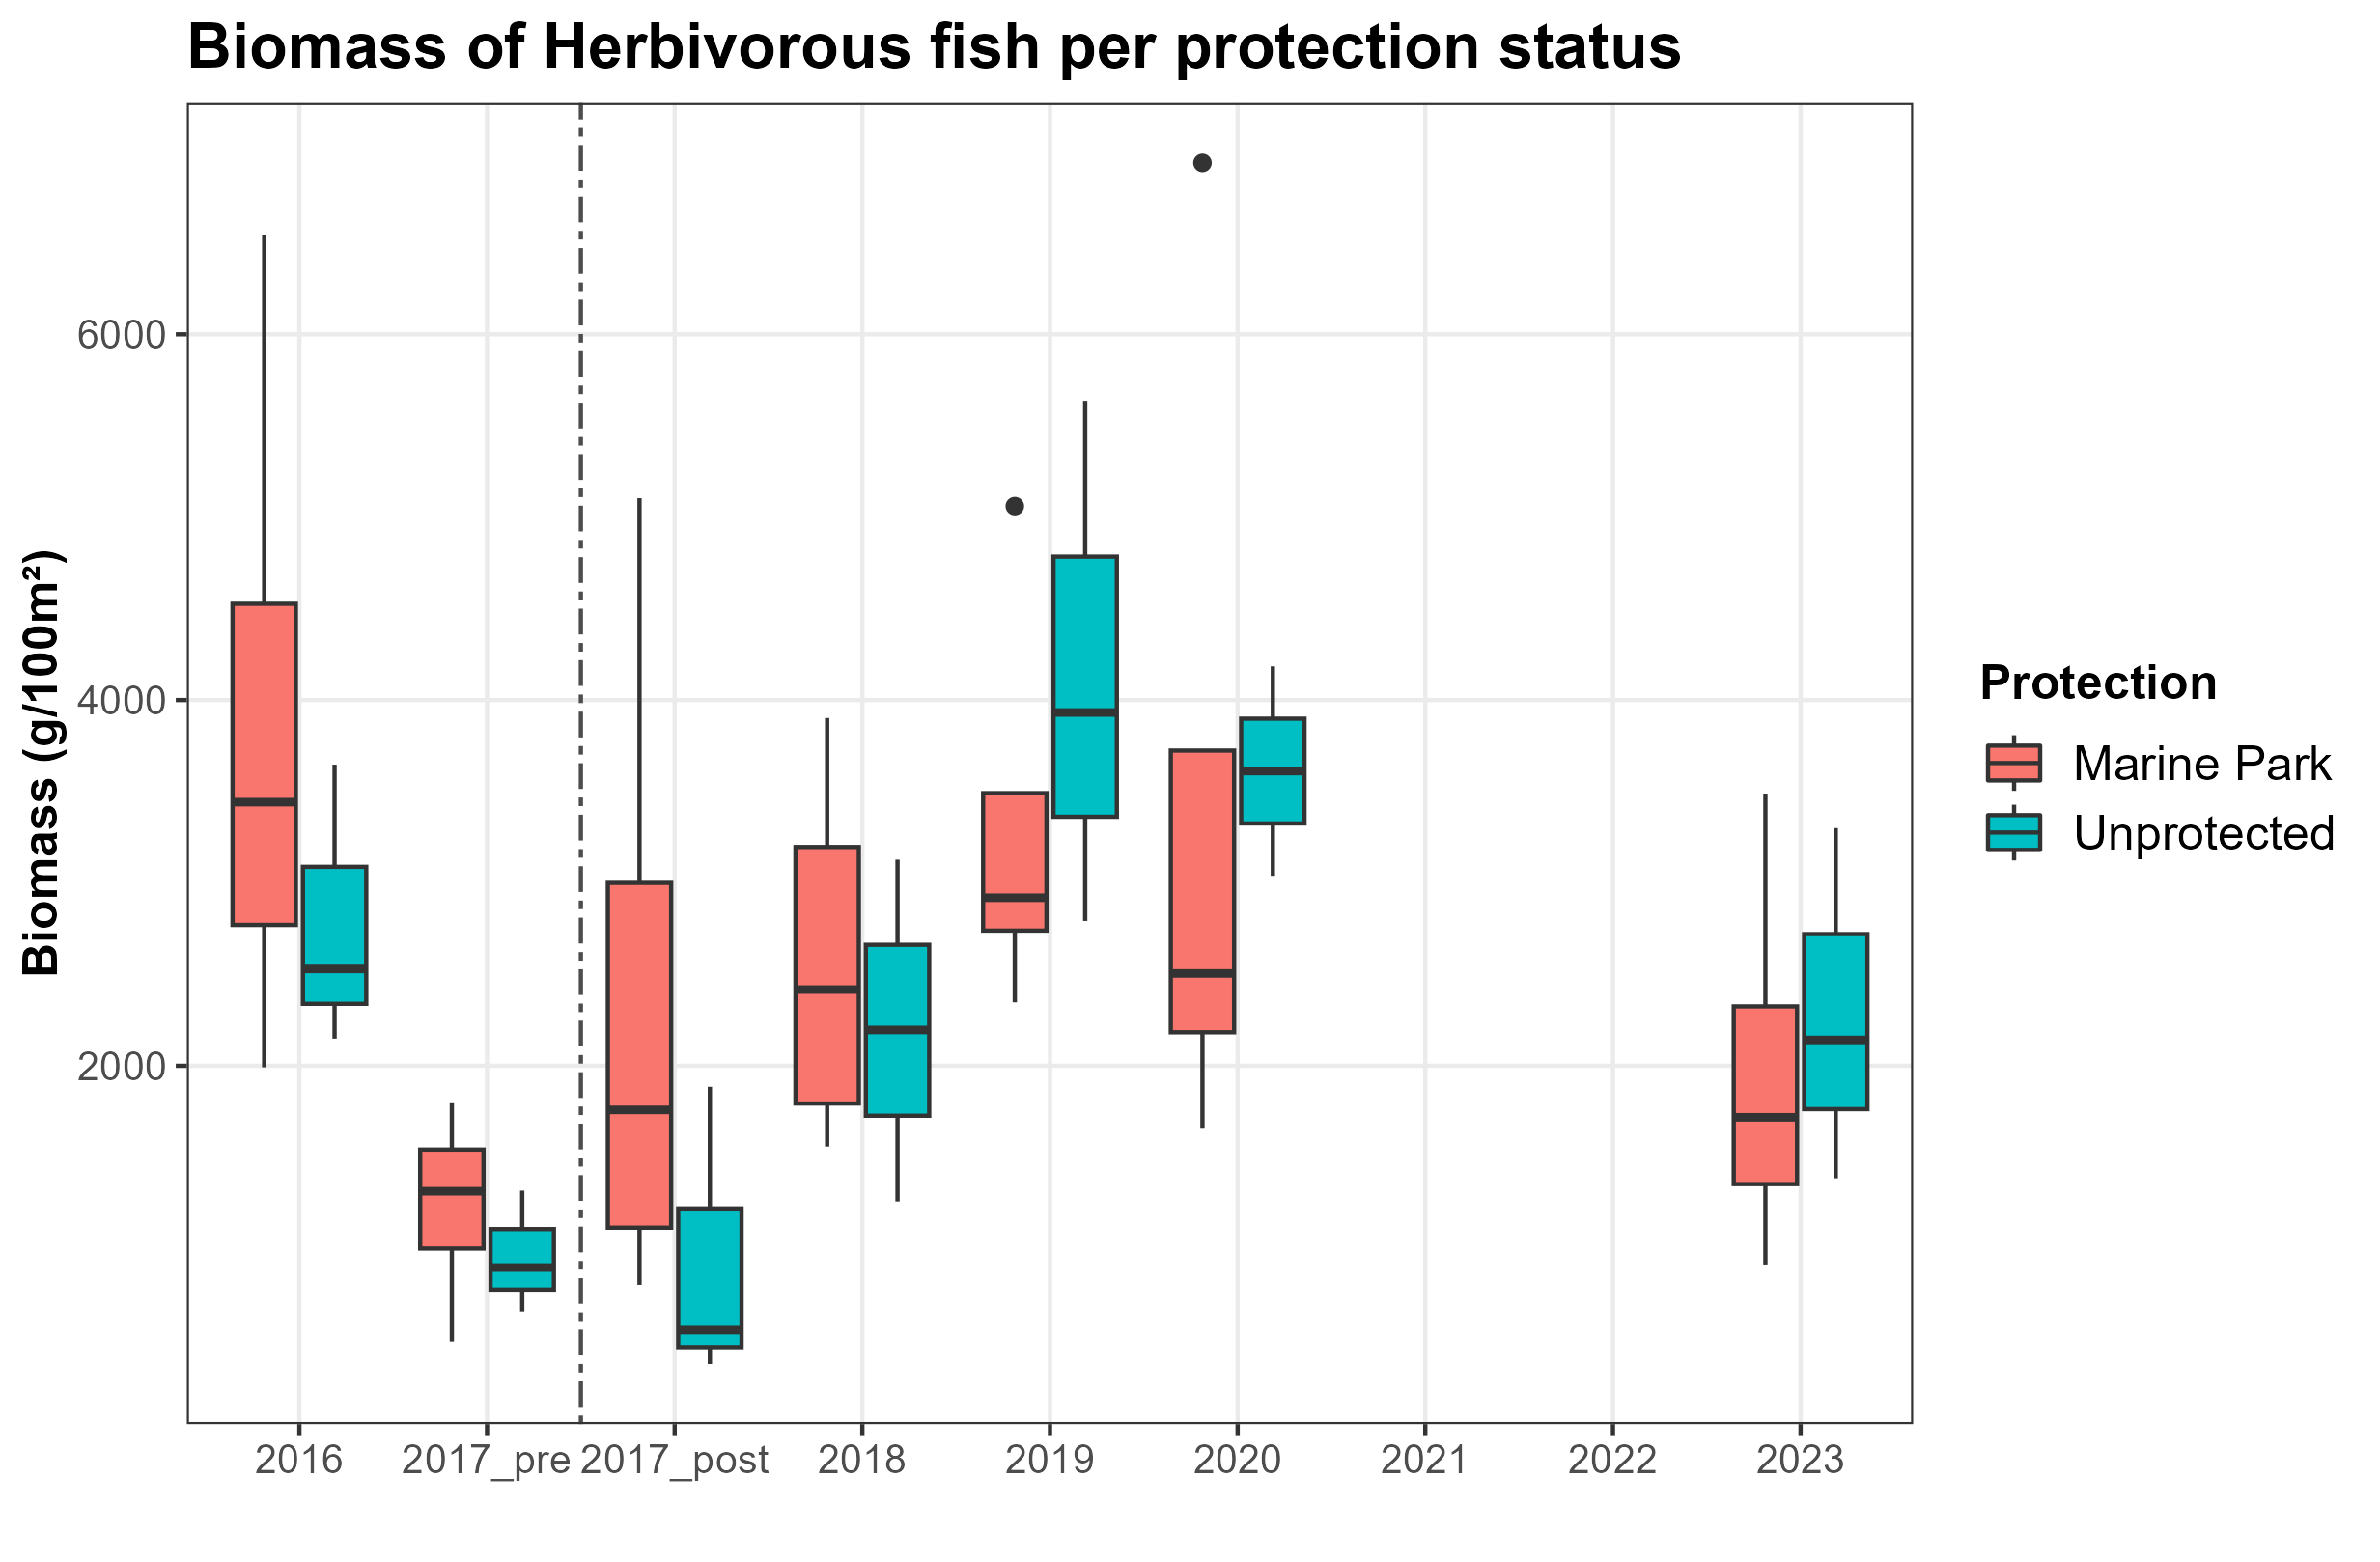 Biomass of Herbivorous fish per protection status
Biomass (g/100m²)
6000
4000
2000
2016 2017_pre 2017_post 2018 2019 2020 2021 2022 2023
Protection
Marine Park
Unprotected